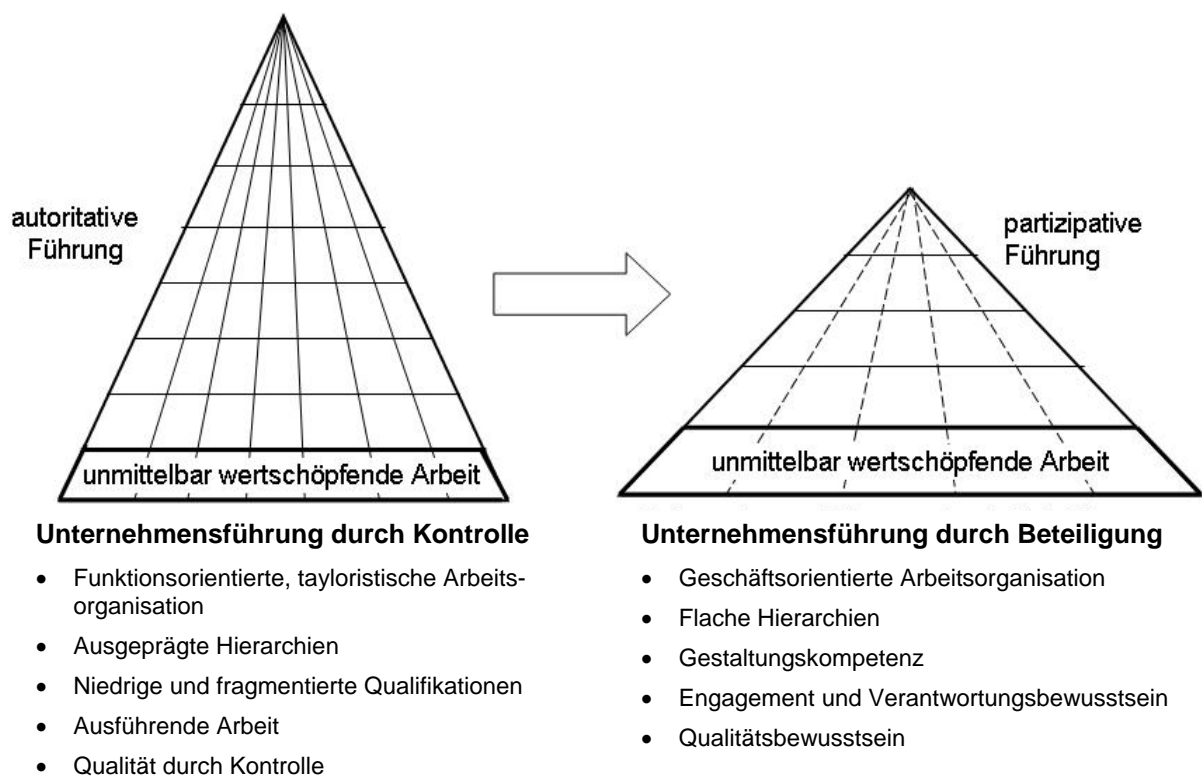 autoritative
Führung
partizipative
Führung
unmittelbar wertschöpfende Arbeit
unmittelbar wertschöpfende Arbeit
Unternehmensführung durch Kontrolle
• Funktionsorientierte, tayloristische Arbeits-
organisation
• Ausgeprägte Hierarchien
• Niedrige und fragmentierte Qualifikationen
• Ausführende Arbeit
• Qualität durch Kontrolle
Unternehmensführung durch Beteiligung
• Geschäftsorientierte Arbeitsorganisation
• Flache Hierarchien
• Gestaltungskompetenz
• Engagement und Verantwortungsbewusstsein
• Qualitätsbewusstsein